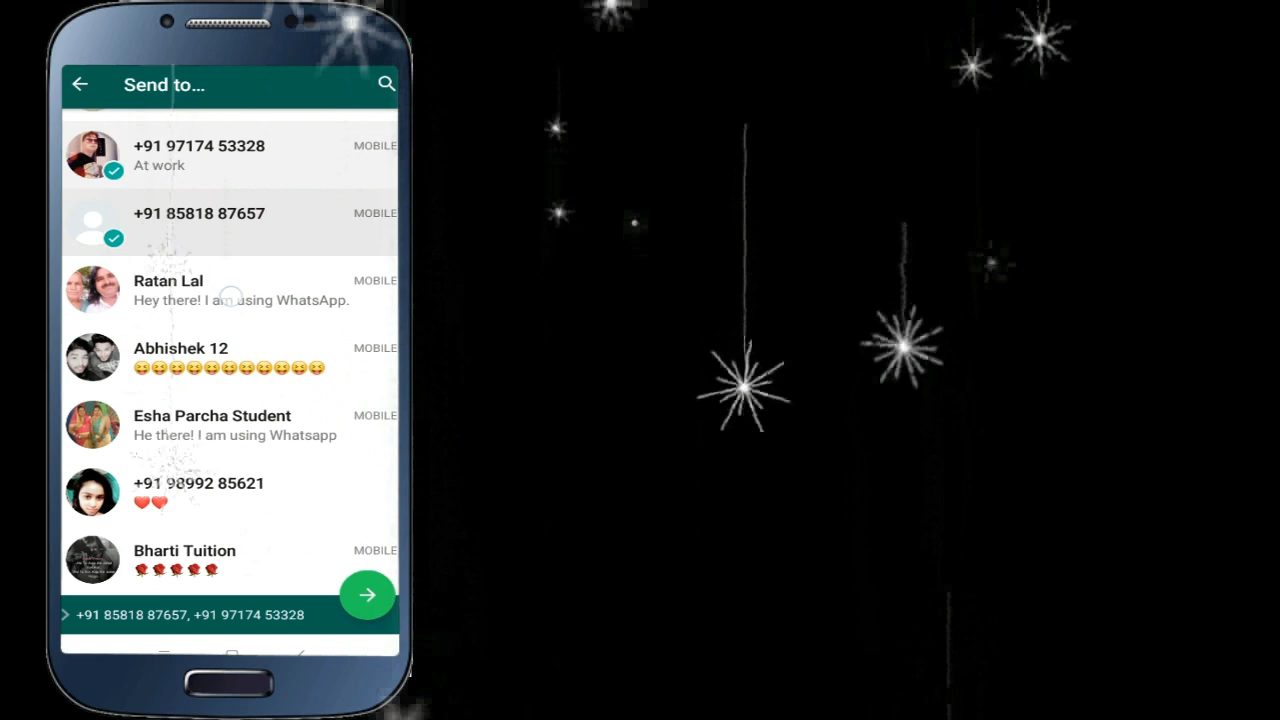 Send to...
+91 97174 53328 MOBILE
At work
+91 85818 87657 MOBILE
Ratan Lal MOBILE
Hey there! I am using WhatsApp.
Abhishek 12 MOBILE
😝😝😝😝😝😝😝😝😝😝😝
Esha Parcha Student MOBILE
He there! I am using Whatsapp
+91 98992 85621
❤️❤️
Bharti Tuition MOBILE
🌹🌹🌹🌹🌹
+91 85818 87657, +91 97174 53328